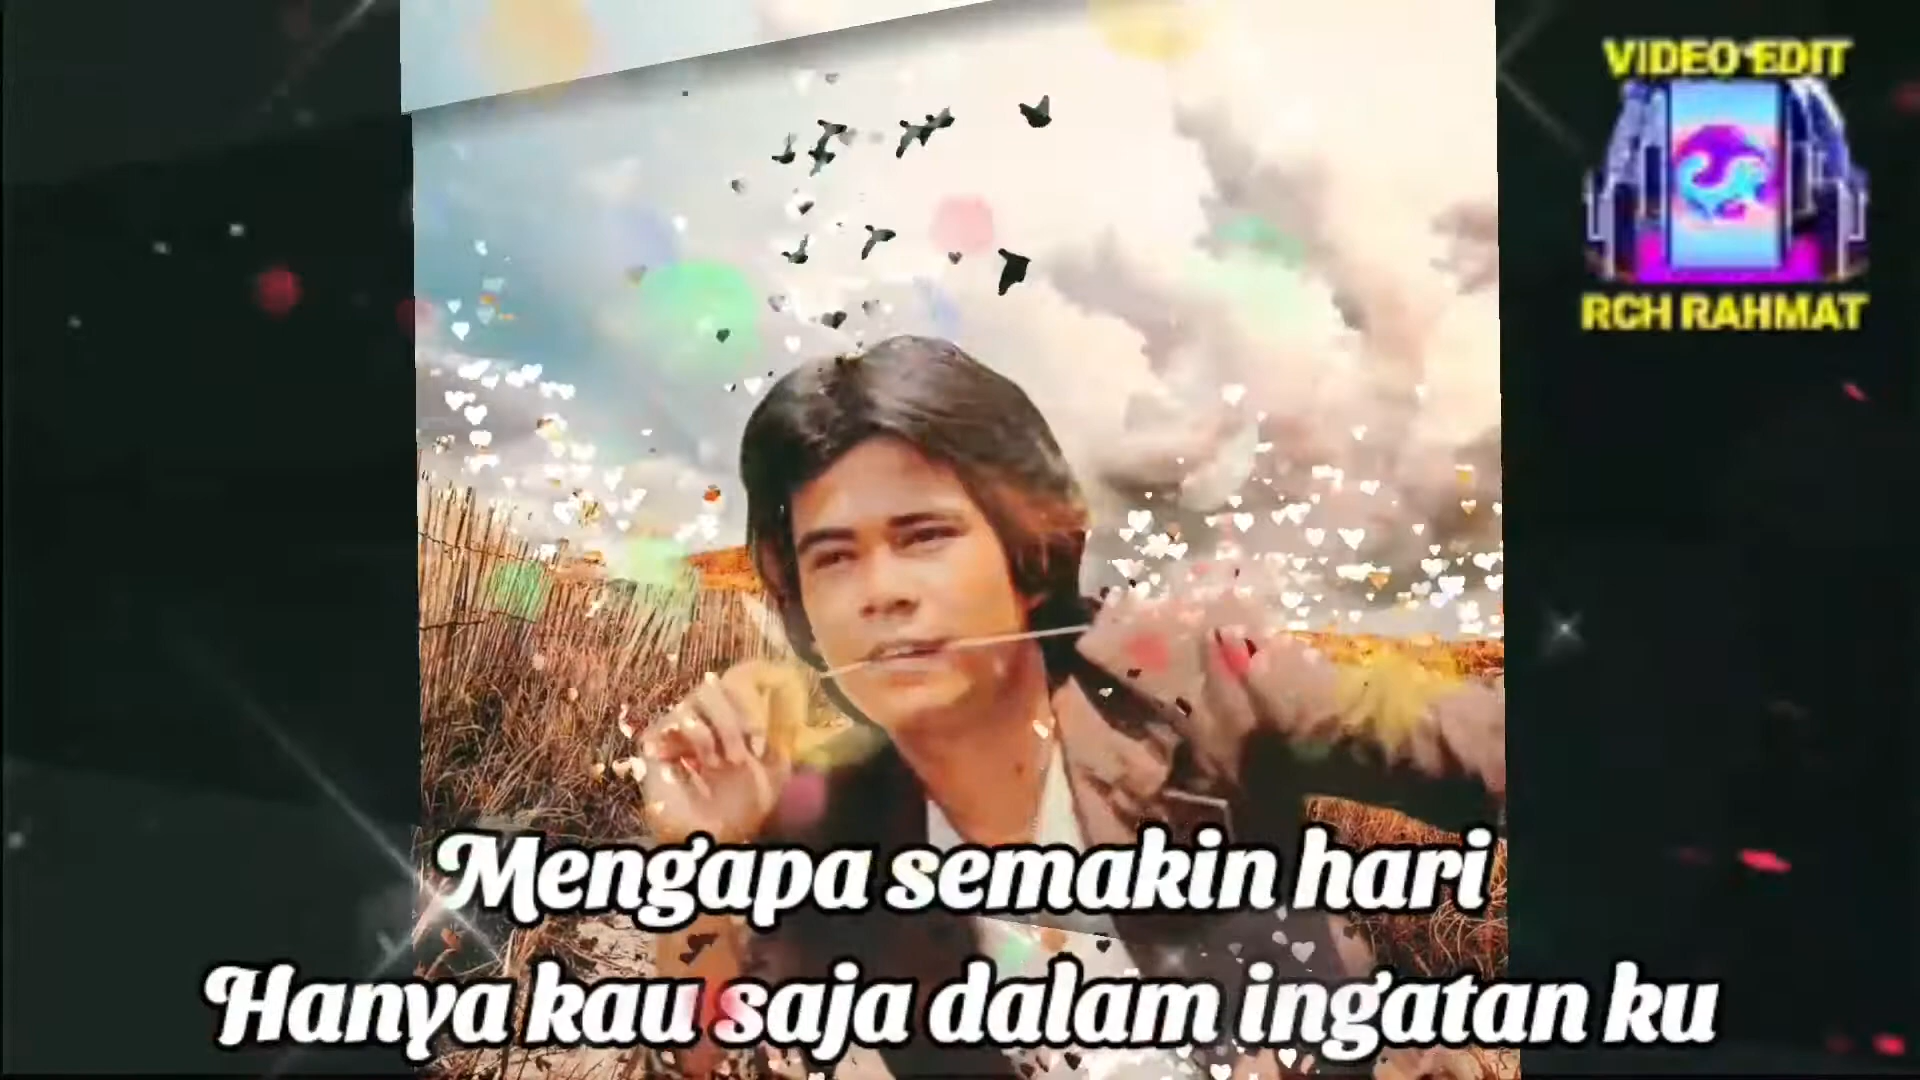 VIDEO EDIT
RCH RAHMAT
Mengapa semakin hari
Hanya kau saja dalam ingatan ku